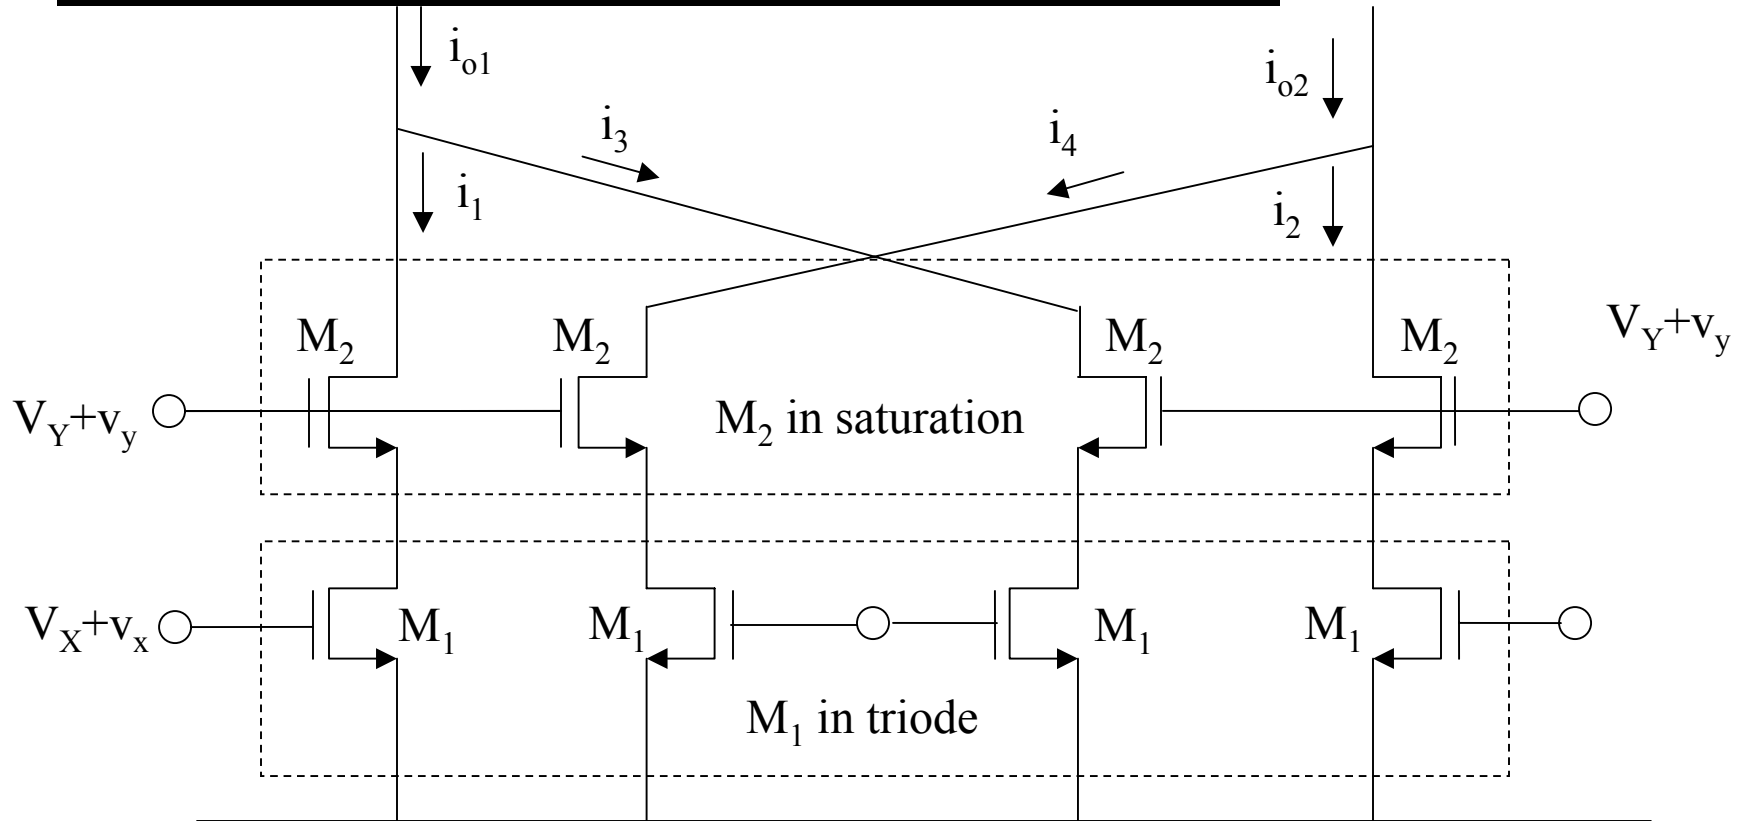 i_o1
i_o2
i_3
i_4
i_1
i_2
M_2
M_2
M_2
M_2
V_Y+v_y
V_Y+v_y
M_2 in saturation
V_X+v_x
M_1
M_1
M_1
M_1
M_1 in triode